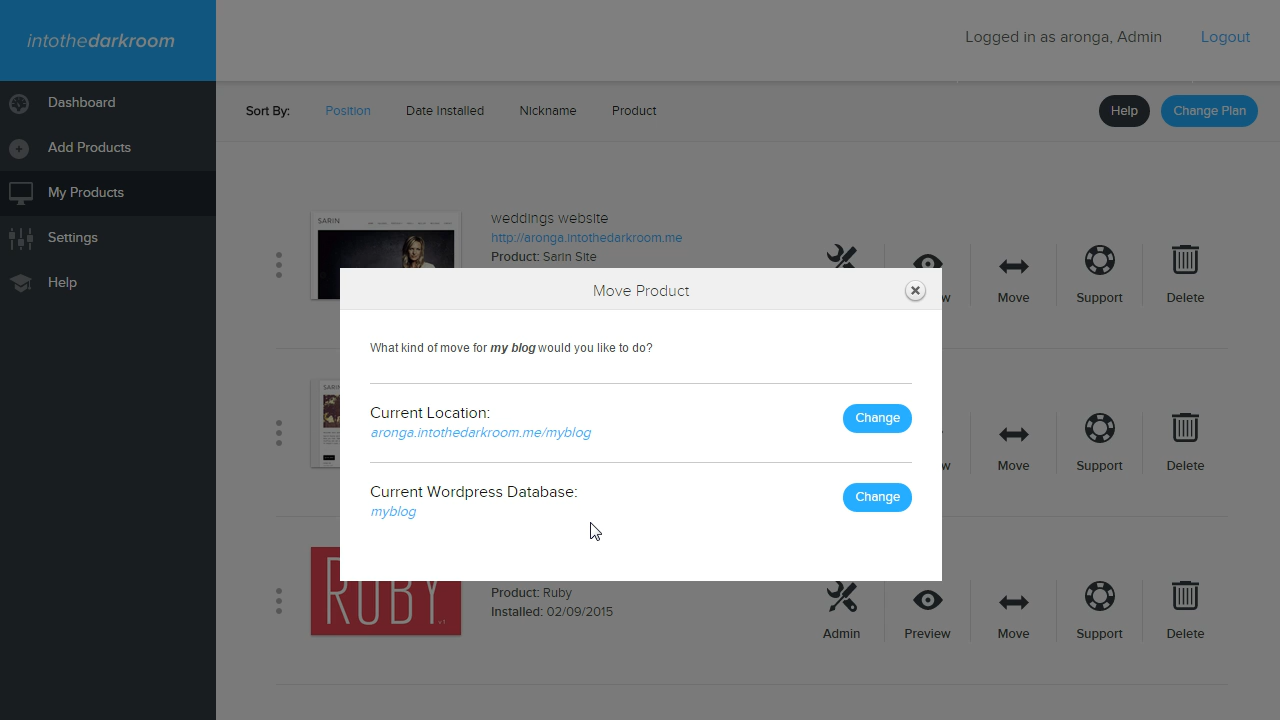 intothedarkroom
Logged in as aronga, Admin
Logout
Dashboard
Add Products
My Products
Settings
Help
Sort By:
Position
Date Installed
Nickname
Product
Help
Change Plan
SARIN
weddings website
http://aronga.intothedarkroom.me
Product: Sarin Site
Move
Support
Delete
Move Product
What kind of move for my blog would you like to do?
Current Location:
aronga.intothedarkroom.me/myblog
Change
Current Wordpress Database:
myblog
Change
Move
Support
Delete
RUBY
Product: Ruby
Installed: 02/09/2015
Admin
Preview
Move
Support
Delete